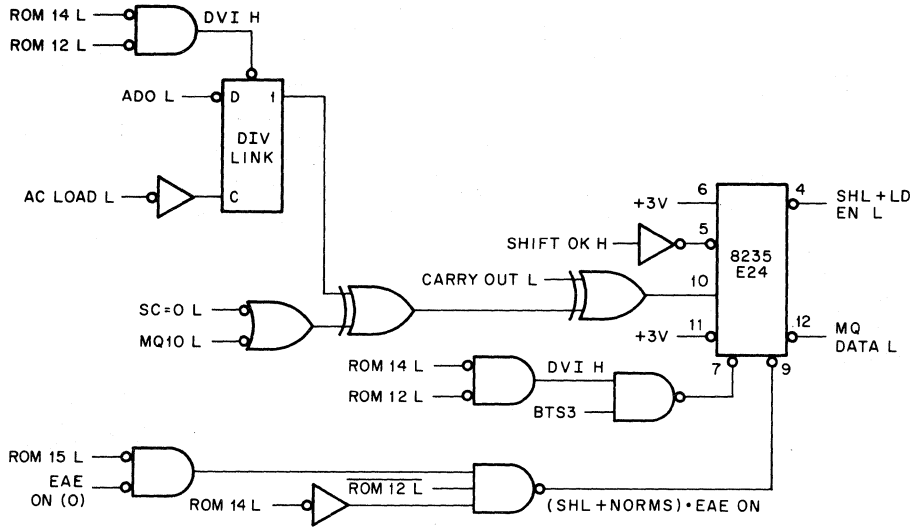 ROM 14 L
DVI H
ROM 12 L
ADO L
D
1
DIV
LINK
AC LOAD L
C
6
4
+3V
SHL + LD
EN L
5
SHIFT OK H
8235
E24
CARRY OUT L
10
SC=0 L
MQ10 L
11
12
+3V
MQ
DATA L
7
9
ROM 14 L
DVI H
ROM 12 L
BTS3
ROM 15 L
EAE
ON (0)
ROM 12 L
ROM 14 L
(SHL + NORMS) • EAE ON